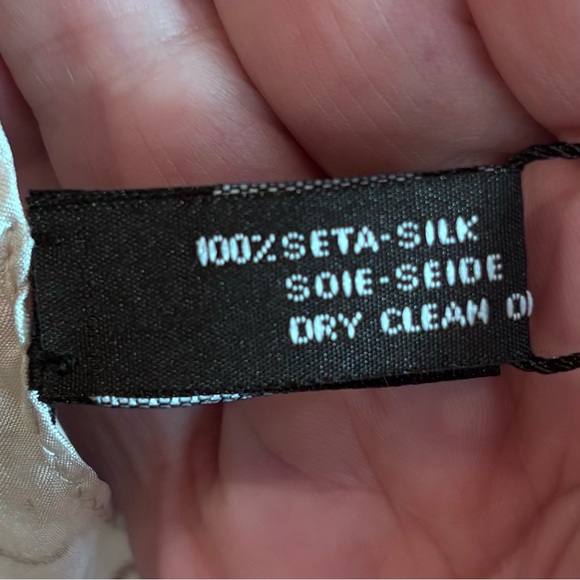 100% SETA-SILK
SOIE-SEIDE
DRY CLEAN